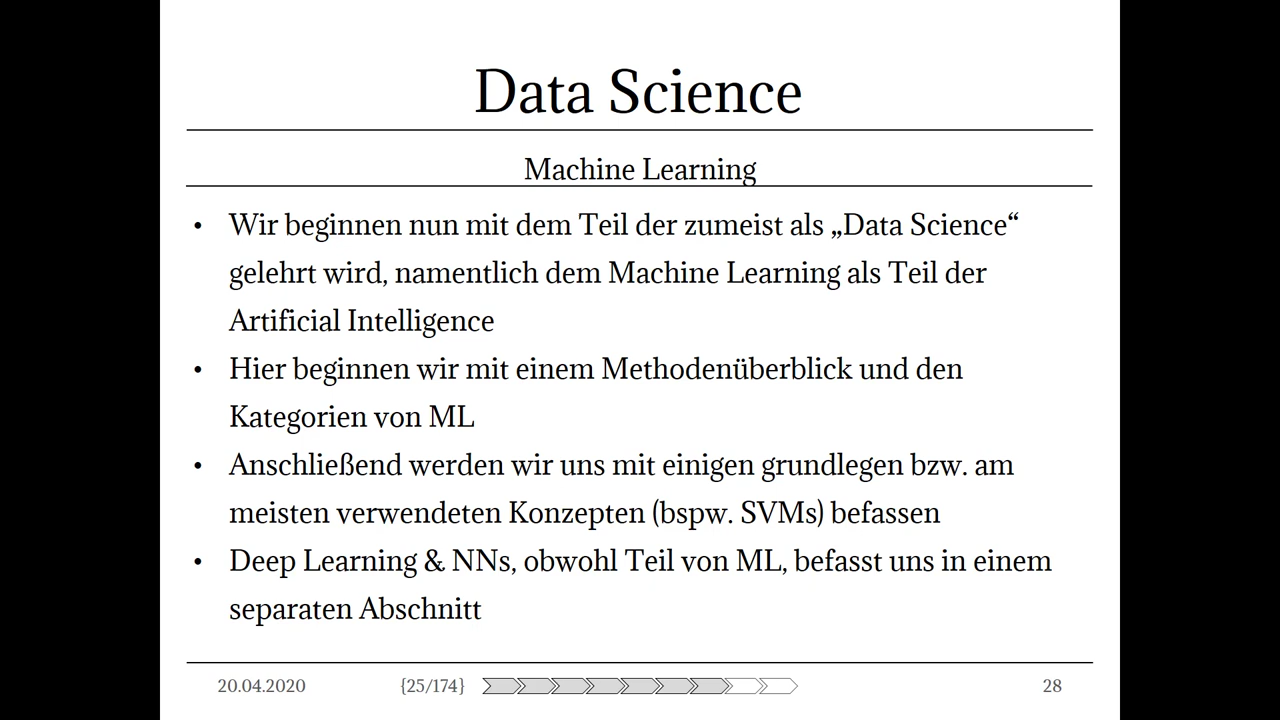 Data Science
Machine Learning
• Wir beginnen nun mit dem Teil der zumeist als „Data Science“
gelehrt wird, namentlich dem Machine Learning als Teil der
Artificial Intelligence
• Hier beginnen wir mit einem Methodenüberblick und den
Kategorien von ML
• Anschließend werden wir uns mit einigen grundlegen bzw. am
meisten verwendeten Konzepten (bspw. SVMs) befassen
• Deep Learning & NNs, obwohl Teil von ML, befasst uns in einem
separaten Abschnitt
20.04.2020 {25/174} 28